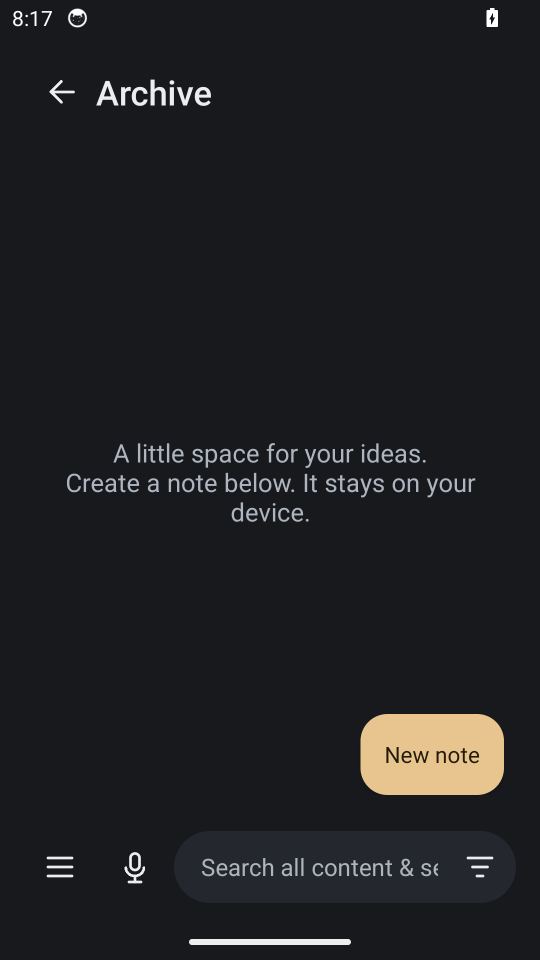 8:17
Archive
A little space for your ideas.
Create a note below. It stays on your
device.
New note
Search all content & se